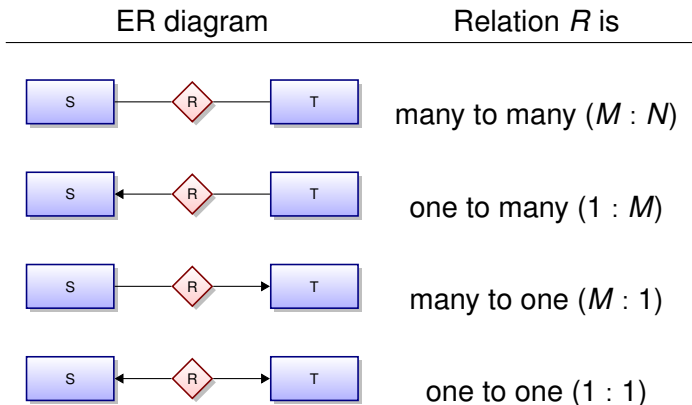 ER diagram Relation R is
S R T many to many (M : N)
S R T one to many (1 : M)
S R T many to one (M : 1)
S R T one to one (1 : 1)